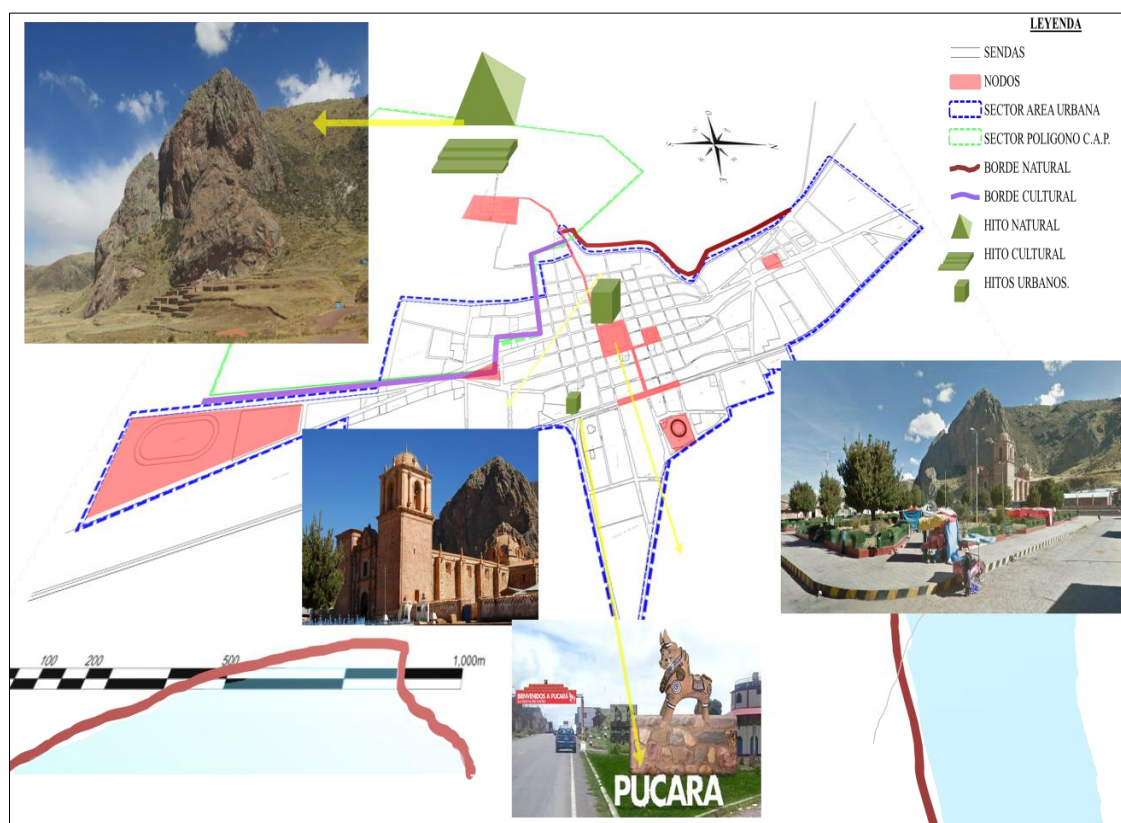 LEYENDA
SENDAS
NODOS
SECTOR AREA URBANA
SECTOR POLIGONO C.A.P.
BORDE NATURAL
BORDE CULTURAL
HITO NATURAL
HITO CULTURAL
HITOS URBANOS.
O
S
N
E
100 200 500 1,000m
BIENVENIDOS A PUCARÁ
PUCARA